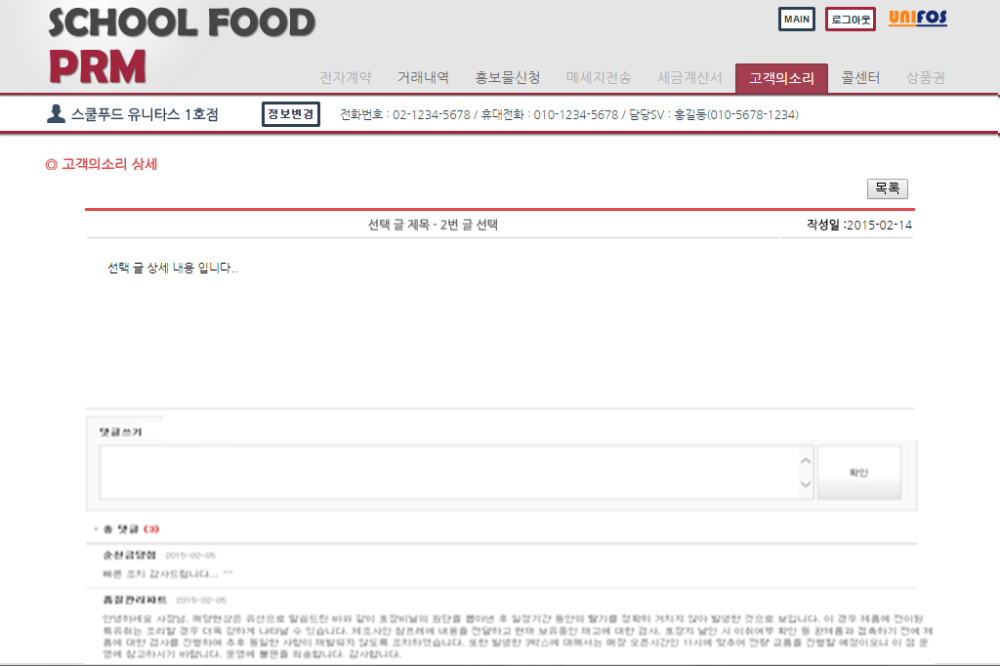 SCHOOL FOOD
PRM
MAIN 로그아웃 UNIFOS
전자계약 거래내역 홍보물신청 메세지전송 세금계산서 고객의소리 콜센터 상품권
스쿨푸드 유니타스 1호점 정보변경 전화번호 : 02-1234-5678 / 휴대전화 : 010-1234-5678 / 담당SV : 홍길동(010-5678-1234)
◎ 고객의소리 상세
목록
선택 글 제목 - 2번 글 선택 작성일 :2015-02-14
선택 글 상세 내용 입니다..
댓글쓰기
확인
총 댓글 (3)
순천금당점 2015-02-05
빠른 조치 감사드립니다... ^^
품질관리파트 2015-02-05
안녕하세요 사장님. 해당현상은 유선으로 말씀드린 바와 같이 포장비닐의 원단을 뽑아낸 후 일정기간 동안의 탈기를 정확히 거치지 않아 발생한 것으로 보입니다. 이 경우 제품에 전이된
특유취는 조리할 경우 더욱 강하게 나타날 수 있습니다. 제조사인 참프레에 내용을 전달하고 현재 보유중인 재고에 대한 검사, 포장지 날인 시 이취여부 확인 등 완제품과 접촉하기 전에 제
품에 대한 검사를 진행하여 추후 동일한 사항이 재발되지 않도록 조치하였습니다. 또한 발생한 3박스에 대해서는 매장 오픈시간인 11시에 맞추어 전량 교품을 진행할 예정이오니 이 점 운
영에 참고하시기 바랍니다. 운영에 불편을 죄송합니다. 감사합니다.